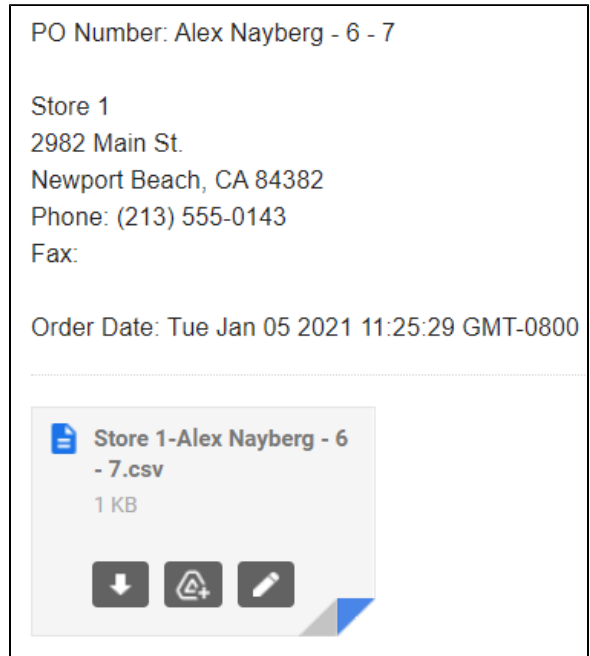 PO Number: Alex Nayberg - 6 - 7
Store 1
2982 Main St.
Newport Beach, CA 84382
Phone: (213) 555-0143
Fax:
Order Date: Tue Jan 05 2021 11:25:29 GMT-0800
Store 1-Alex Nayberg - 6
- 7.csv
1 KB